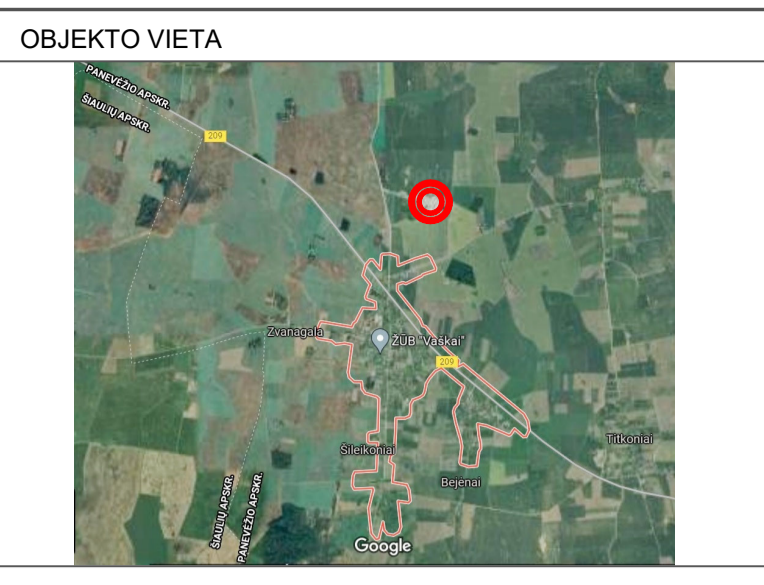 OBJEKTO VIETA
PANEVĖŽIO APSKR.
ŠIAULIŲ APSKR.
209
Zvanagala
ŽŪB "Vaškai"
209
Šileikoniai
Titkoniai
Bejėnai
ŠIAULIŲ APSKR.
PANEVĖŽIO APSKR.
Google